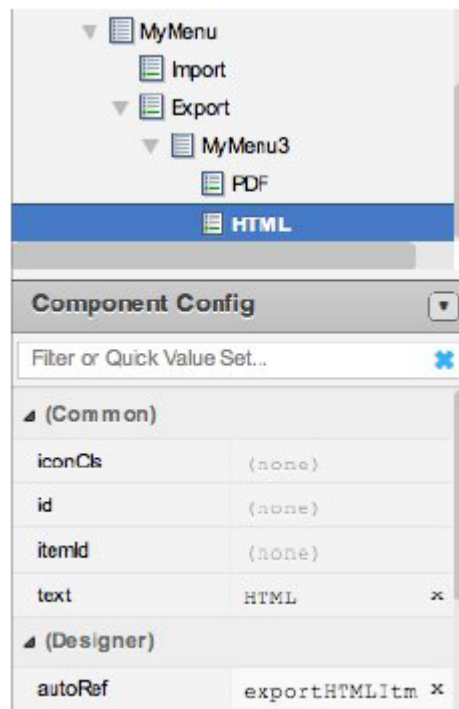 MyMenu
Import
Export
MyMenu3
PDF
HTML
Component Config
Filter or Quick Value Set...
(Common)
iconCls (none)
id (none)
itemId (none)
text HTML x
(Designer)
autoRef exportHTMLItm x